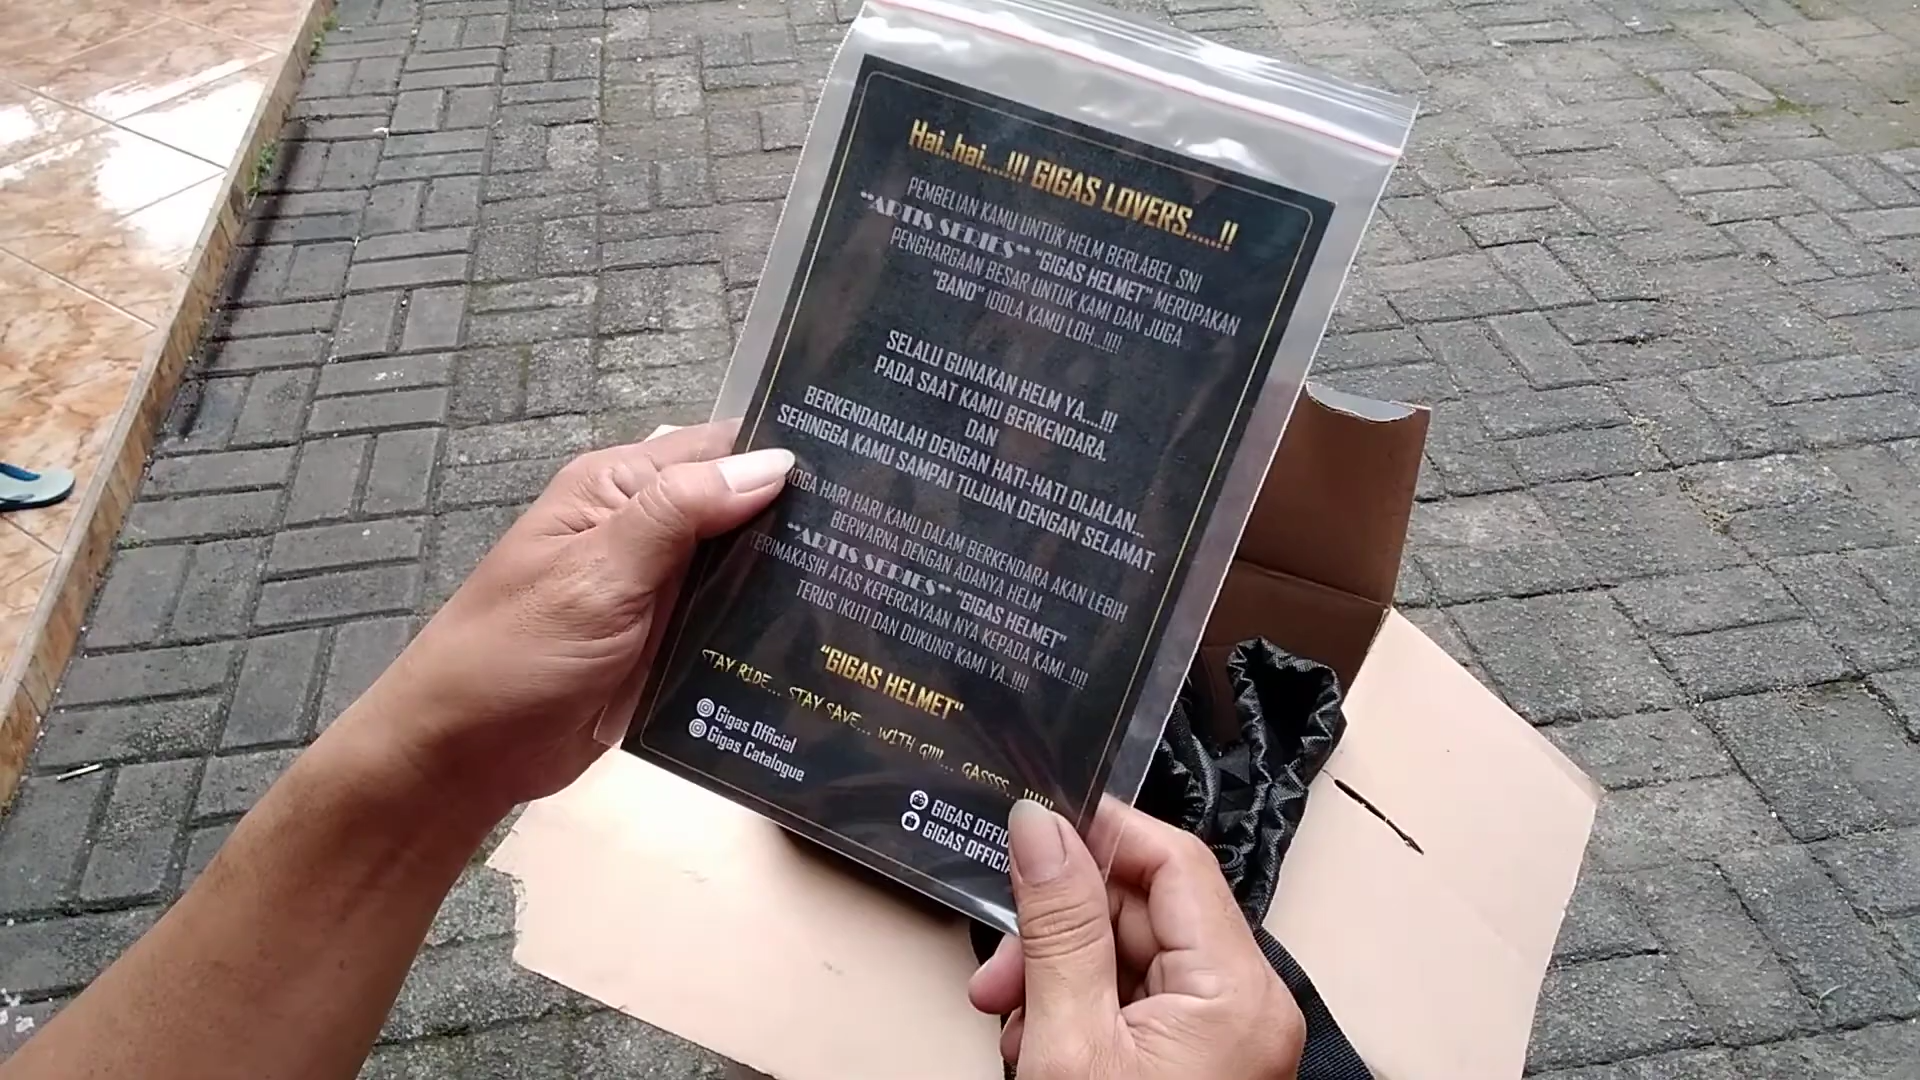 Hai..hai....!!! GIGAS LOVERS......!!
PEMBELIAN KAMU UNTUK HELM BERLABEL SNI
"ARTIS SERIES" "GIGAS HELMET" MERUPAKAN
PENGHARGAAN BESAR UNTUK KAMI DAN JUGA
"BAND" IDOLA KAMU LOH...!!!!
SELALU GUNAKAN HELM YA....!!!
PADA SAAT KAMU BERKENDARA.
DAN
BERKENDARALAH DENGAN HATI-HATI DIJALAN....
SEHINGGA KAMU SAMPAI TUJUAN DENGAN SELAMAT.
HARI HARI KAMU DALAM BERKENDARA AKAN LEBIH
BERWARNA DENGAN ADANYA HELM
"ARTIS SERIES" "GIGAS HELMET"
TERIMAKASIH ATAS KEPERCAYAAN NYA KEPADA KAMI..!!!!
TERUS IKUTI DAN DUKUNG KAMI YA..!!!!
"GIGAS HELMET"
STAY RIDE... STAY SAVE... WITH GIIII... GASSSS...!!!!!!
Gigas Official
Gigas Catalogue
GIGAS
GIGAS